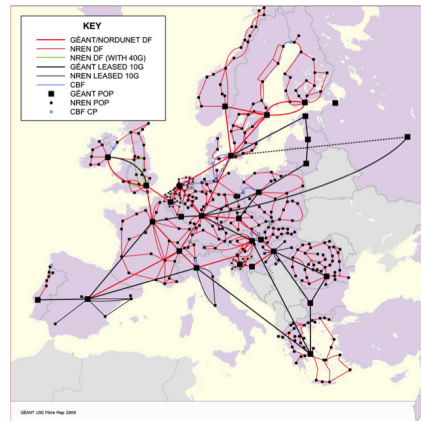 KEY
GÉANT/NORDUNET DF
NREN DF
NREN DF (WITH 40G)
GÉANT LEASED 10G
NREN LEASED 10G
CBF
GÉANT POP
NREN POP
CBF CP
GÉANT 10G Fibre Map 2009